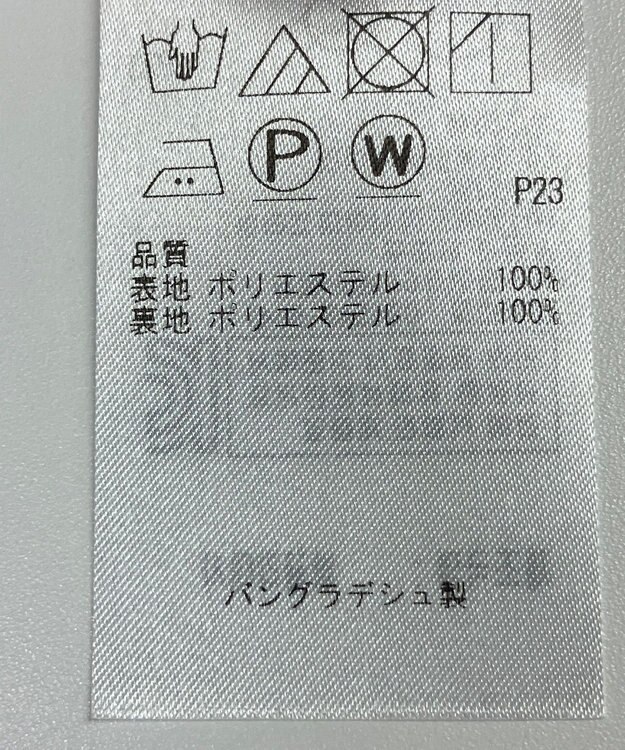 P W
P23
品質
表地 ポリエステル 100%
裏地 ポリエステル 100%
バングラデシュ製